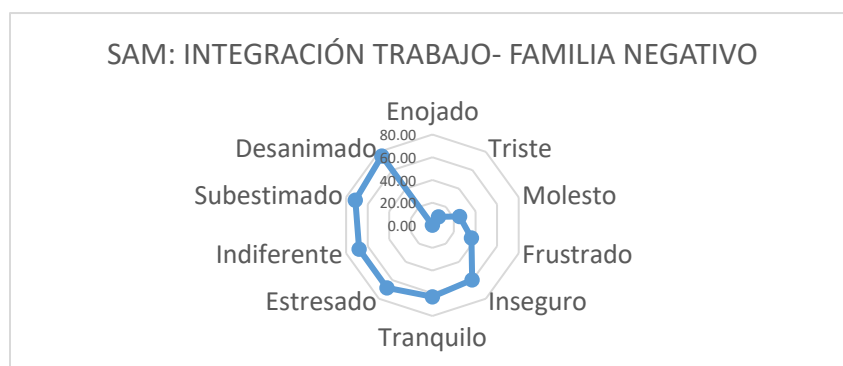 SAM: INTEGRACIÓN TRABAJO- FAMILIA NEGATIVO
Enojado
80.00
Desanimado
Triste
60.00
Subestimado
40.00
Molesto
20.00
0.00
Indiferente
Frustrado
Estresado
Inseguro
Tranquilo